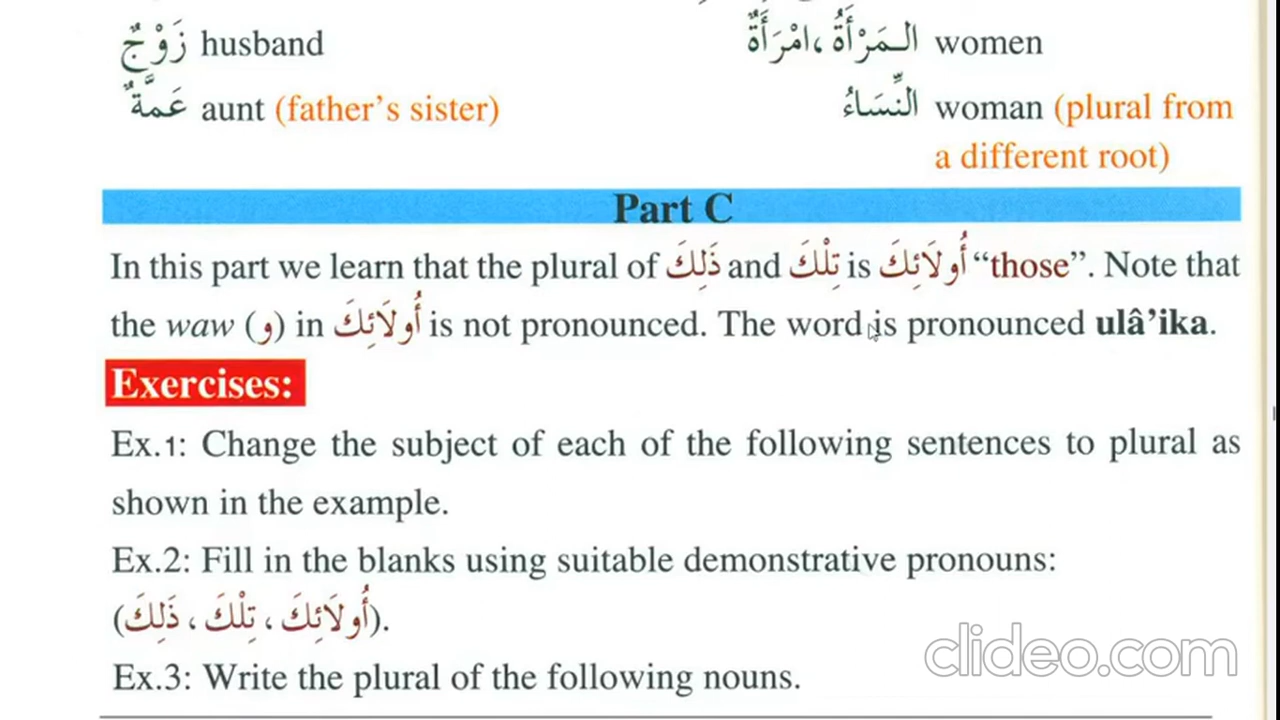 زَوْجٌ husband
المَرْأَةُ، امْرَأَةٌ women
عَمَّةٌ aunt (father’s sister)
النِّسَاءُ woman (plural from
a different root)
Part C
In this part we learn that the plural of ذَلِكَ and تِلْكَ is أُولَائِكَ “those”. Note that
the waw (و) in أُولَائِكَ is not pronounced. The word is pronounced ulâ’ika.
Exercises:
Ex.1: Change the subject of each of the following sentences to plural as
shown in the example.
Ex.2: Fill in the blanks using suitable demonstrative pronouns:
(ذَلِكَ ، تِلْكَ ، أُولَائِكَ).
Ex.3: Write the plural of the following nouns.
clideo.com